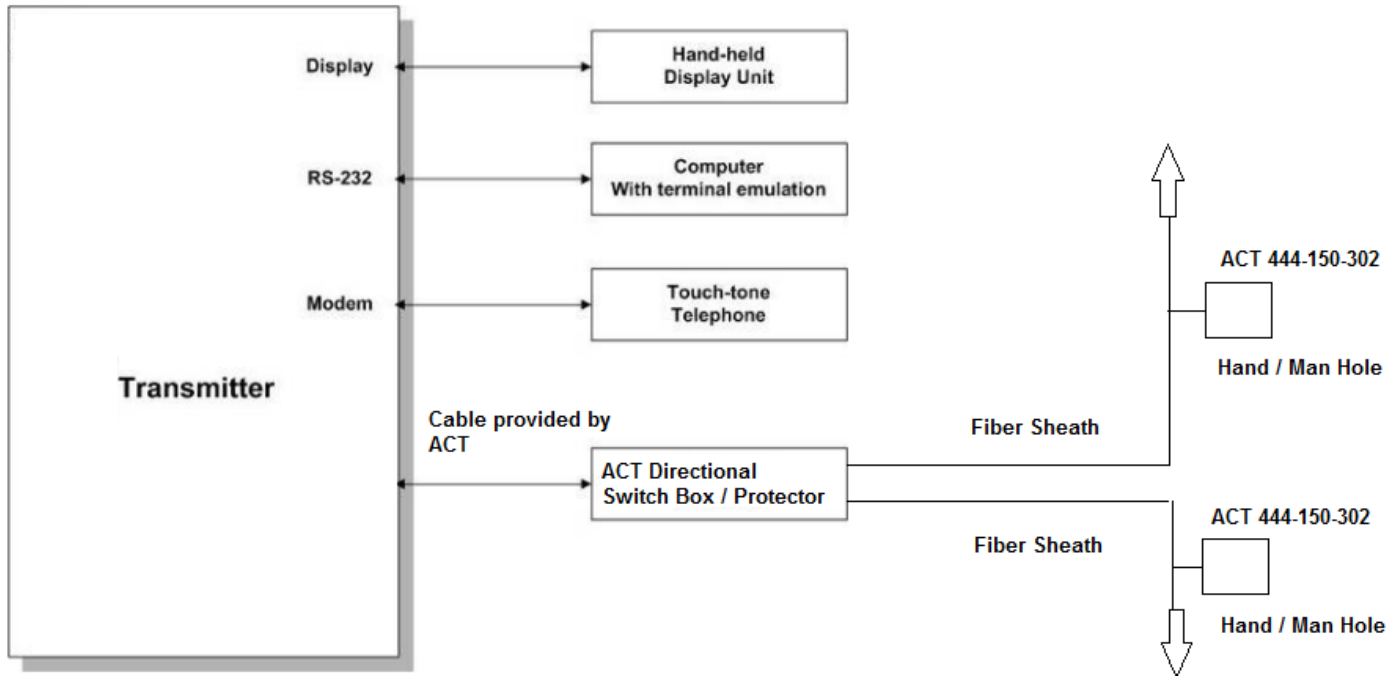 Display
Hand-held
Display Unit
RS-232
Computer
With terminal emulation
ACT 444-150-302
Modem
Touch-tone
Telephone
Hand / Man Hole
Transmitter
Cable provided by
ACT
Fiber Sheath
ACT Directional
Switch Box / Protector
ACT 444-150-302
Fiber Sheath
Hand / Man Hole